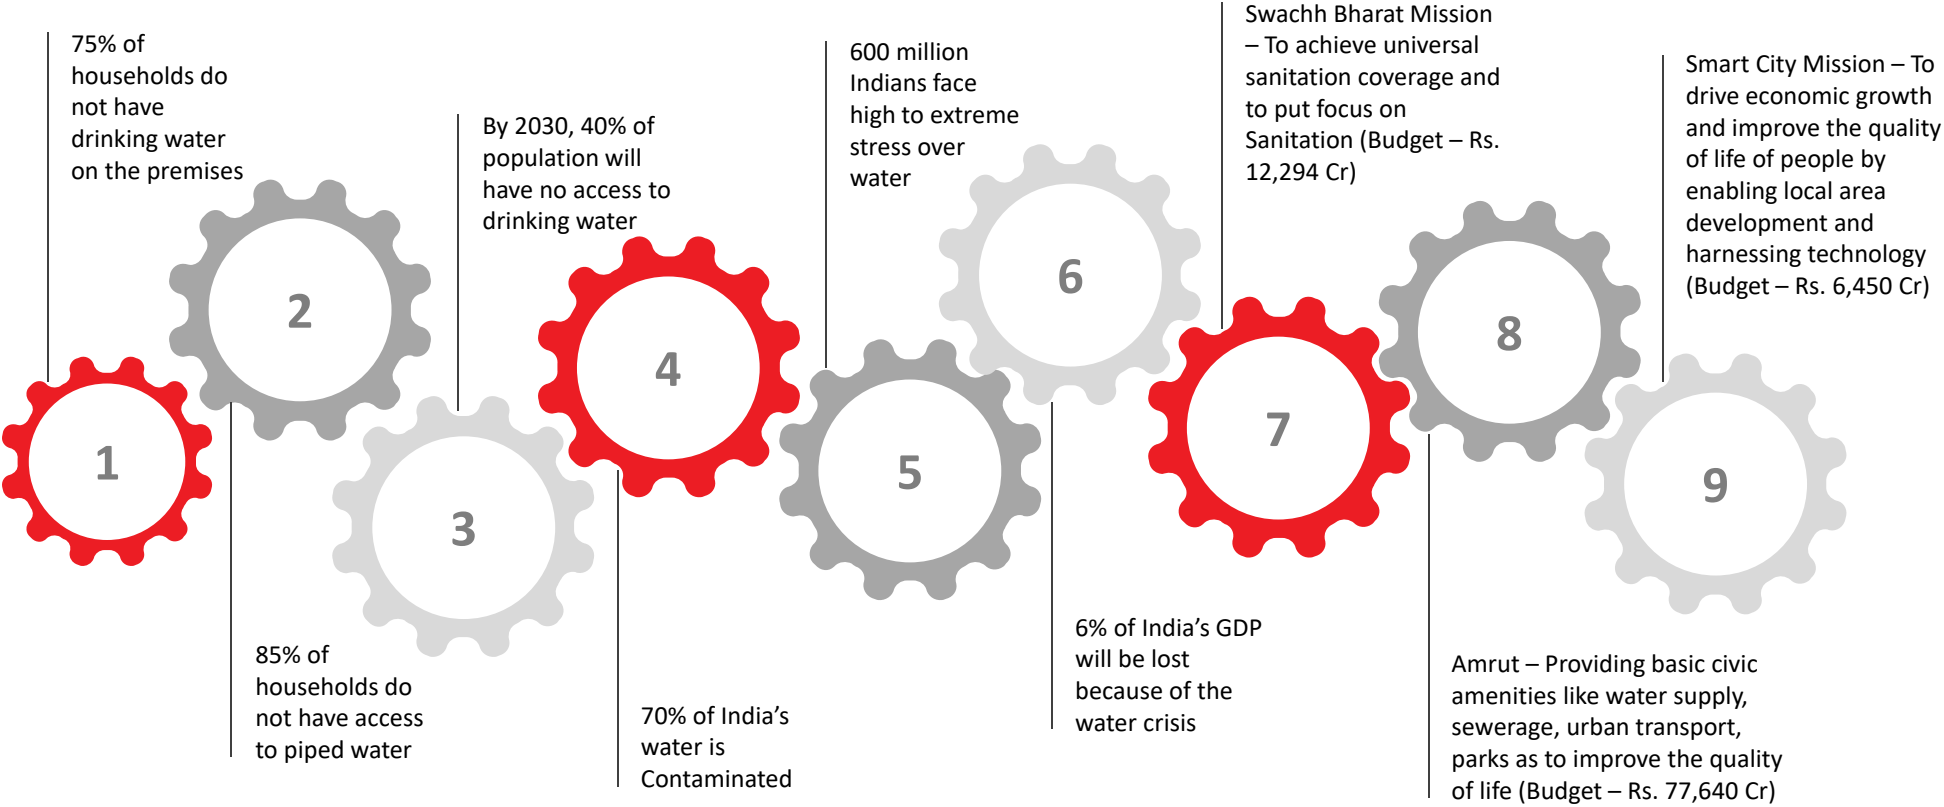 75% of
households do
not have
drinking water
on the premises
1
2
85% of
households do
not have access
to piped water
By 2030, 40% of
population will
have no access to
drinking water
3
4
70% of India’s
water is
Contaminated
600 million
Indians face
high to extreme
stress over
water
5
6
6% of India’s GDP
will be lost
because of the
water crisis
Swachh Bharat Mission
– To achieve universal
sanitation coverage and
to put focus on
Sanitation (Budget – Rs.
12,294 Cr)
7
8
Amrut – Providing basic civic
amenities like water supply,
sewerage, urban transport,
parks as to improve the quality
of life (Budget – Rs. 77,640 Cr)
Smart City Mission – To
drive economic growth
and improve the quality
of life of people by
enabling local area
development and
harnessing technology
(Budget – Rs. 6,450 Cr)
9